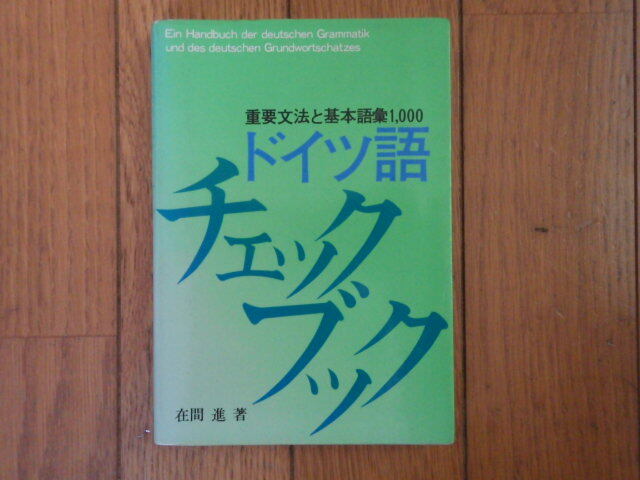 Ein Handbuch der deutschen Grammatik
und des deutschen Grundwortschatzes
重要文法と基本語彙1,000
ドイツ語
チェック
ブック
在間 進 著